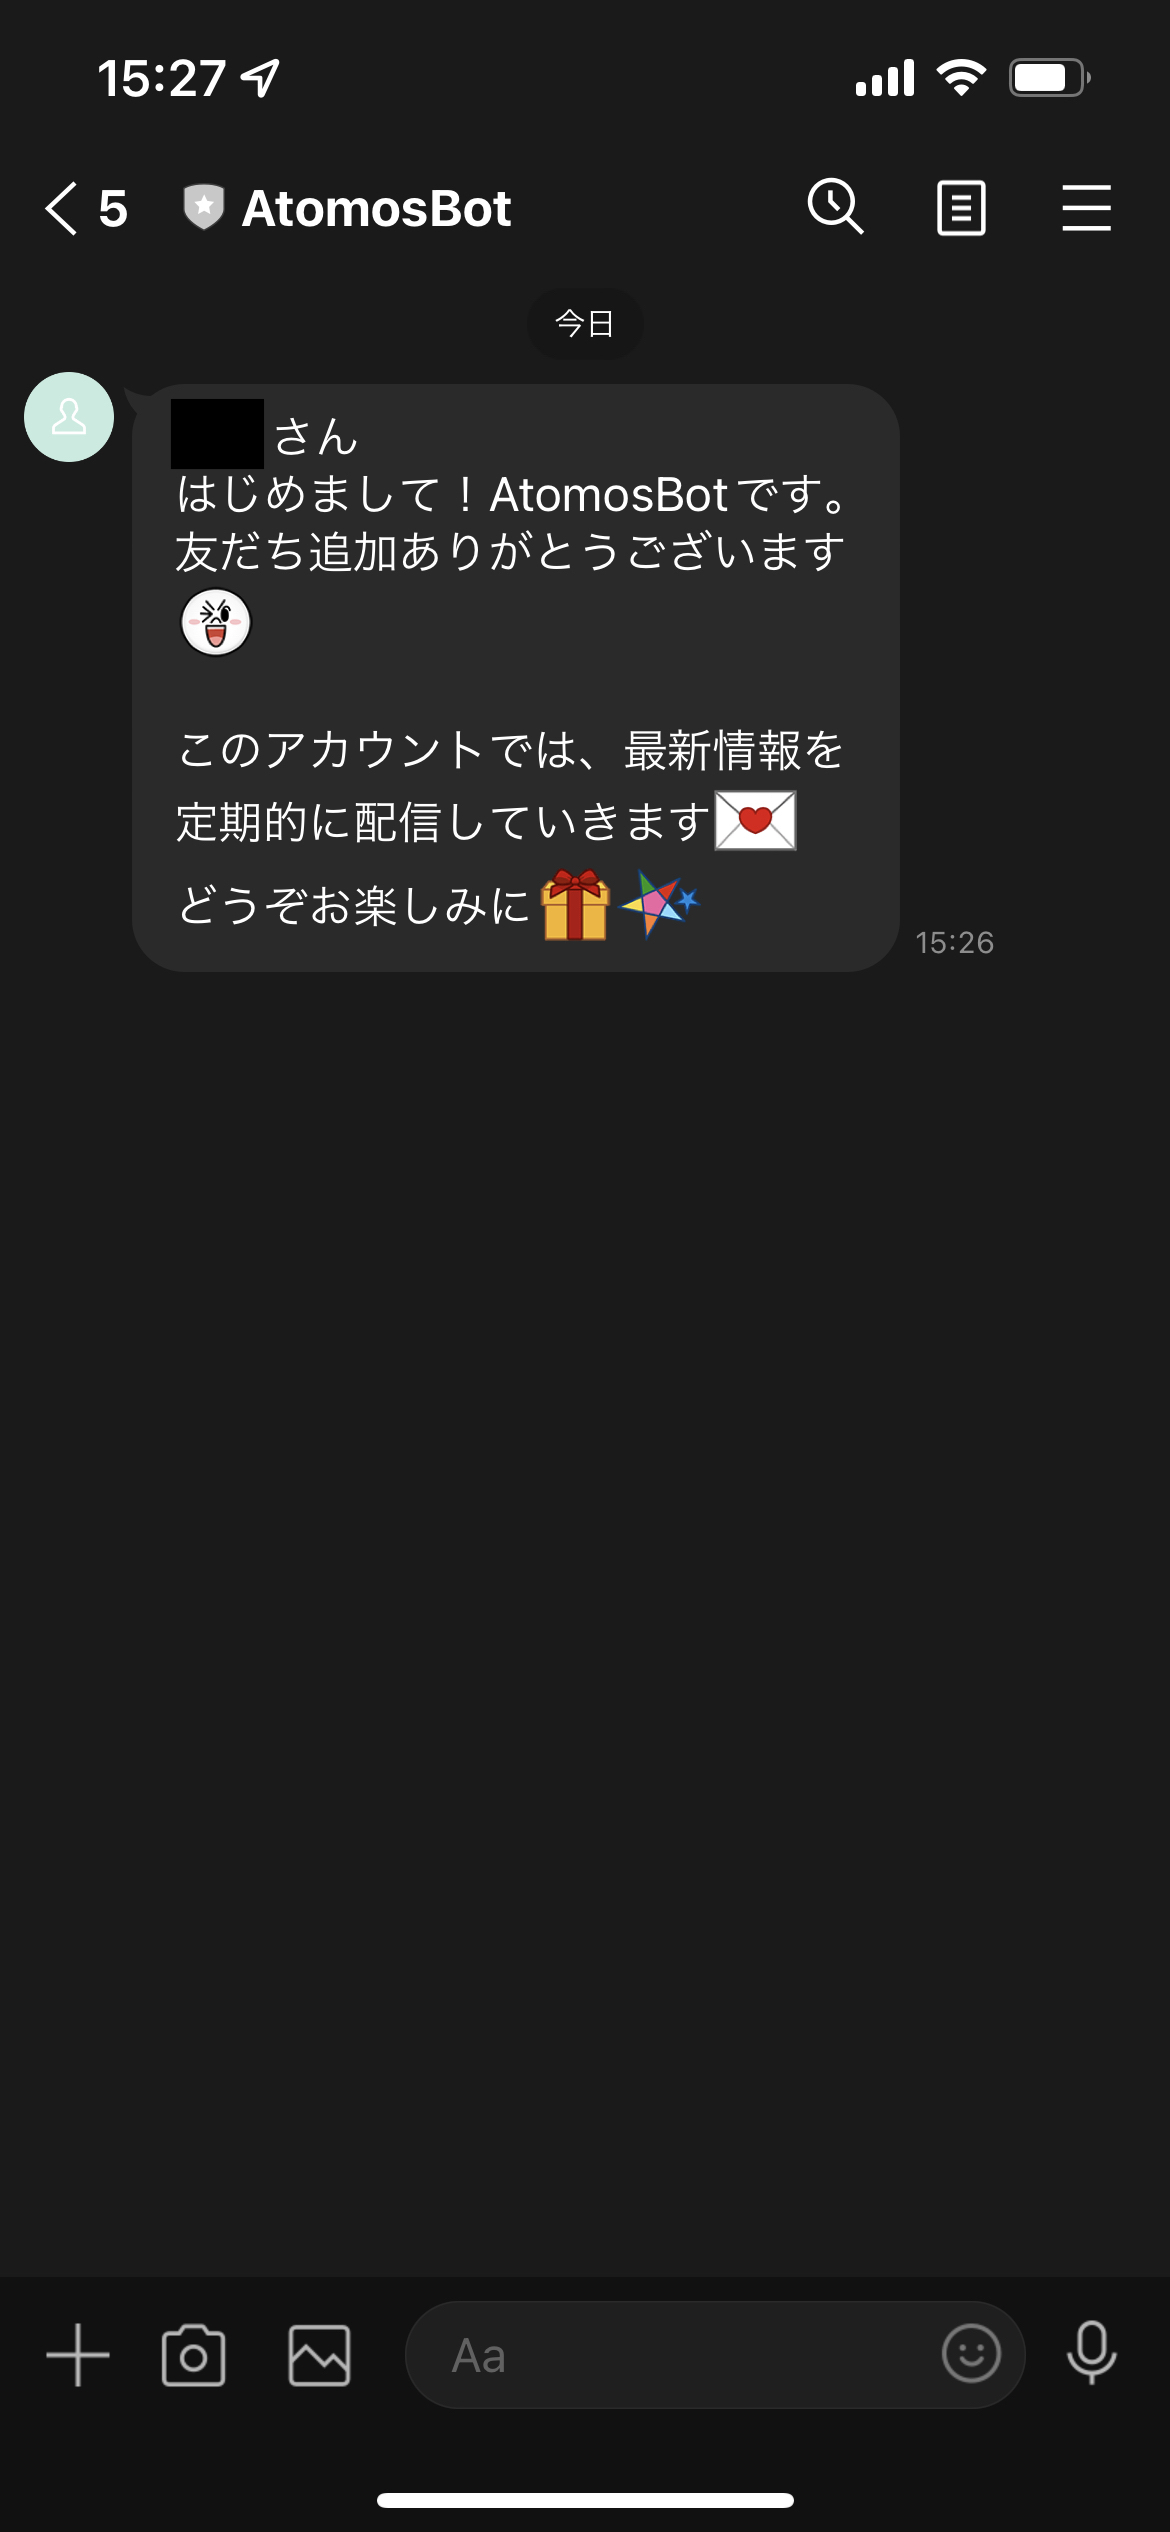 15:27
5 AtomosBot
今日
さん
はじめまして！AtomosBotです。
友だち追加ありがとうございます
このアカウントでは、最新情報を
定期的に配信していきます
どうぞお楽しみに
15:26
Aa